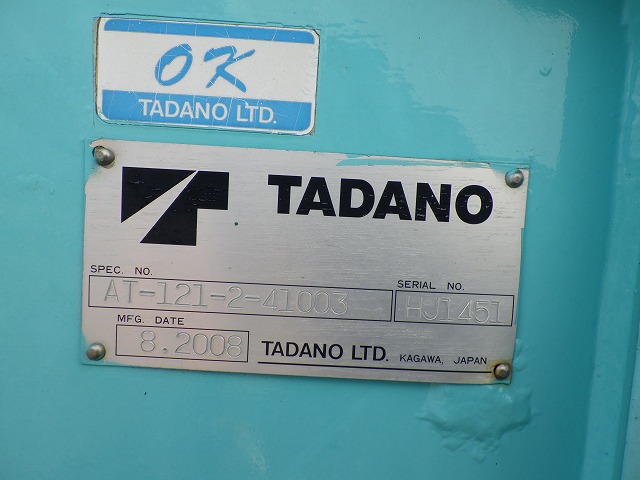 OK
TADANO LTD.
TADANO
SPEC. NO.
AT-121-2-41003
SERIAL NO.
HJ1451
MFG. DATE
8.2008
TADANO LTD. KAGAWA, JAPAN